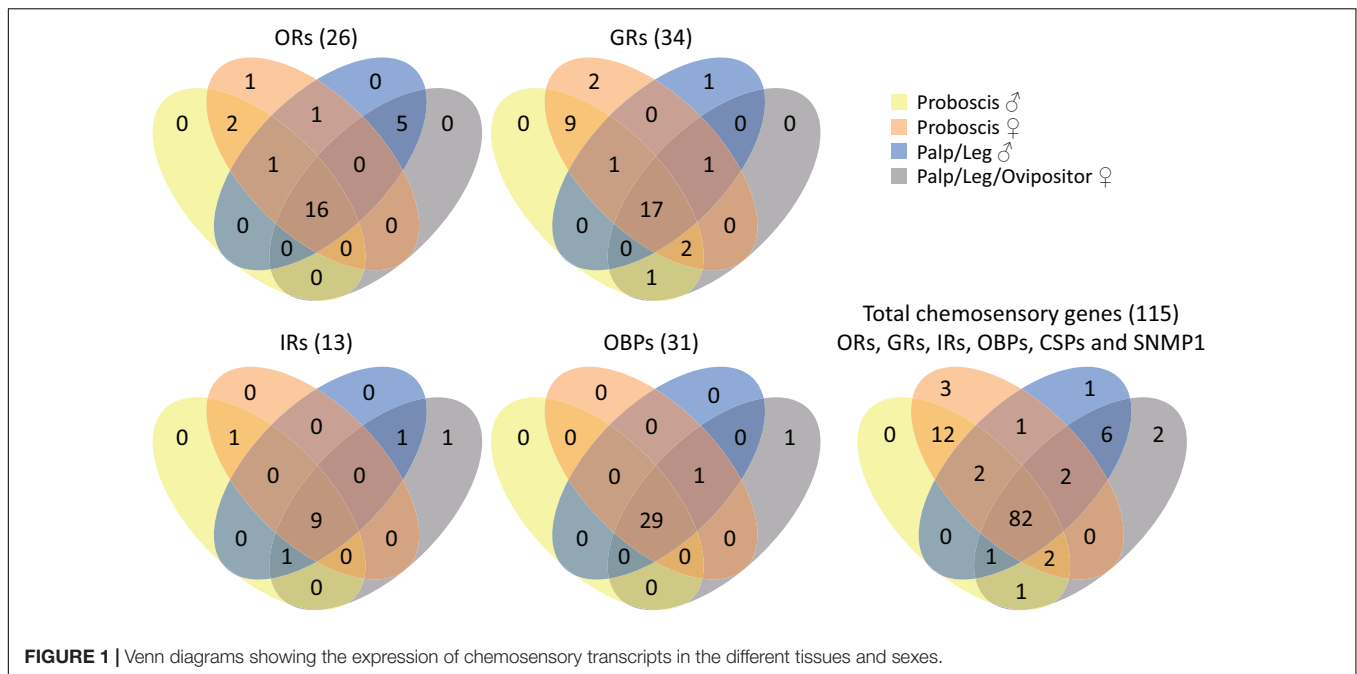 ORs (26)
1 0
0 2 1 5 0
1 0
16
0 0 0 0
0
GRs (34)
2 1
0 9 0 0 0
1 1
17
0 0 2 0
1
Proboscis ♂
Proboscis ♀
Palp/Leg ♂
Palp/Leg/Ovipositor ♀
IRs (13)
0 0
0 1 0 1 1
0 0
9
0 1 0 0
0
OBPs (31)
0 0
0 0 0 0 1
0 1
29
0 0 0 0
0
Total chemosensory genes (115)
ORs, GRs, IRs, OBPs, CSPs and SNMP1
3 1
0 12 1 6 2
2 2
82
0 1 2 0
1
FIGURE 1 | Venn diagrams showing the expression of chemosensory transcripts in the different tissues and sexes.